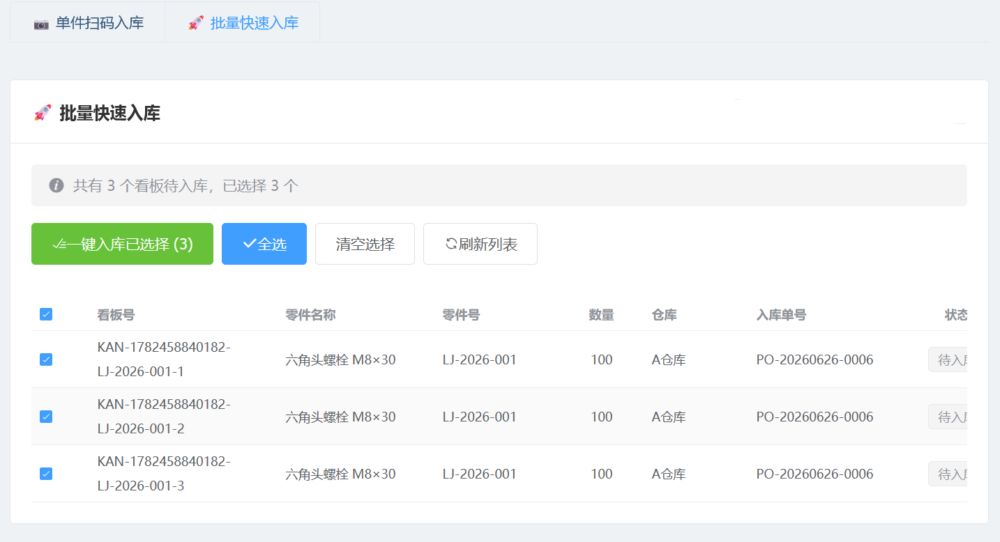 单件扫码入库 批量快速入库
批量快速入库
共有 3 个看板待入库，已选择 3 个
一键入库已选择 (3) 全选 清空选择 刷新列表
看板号 零件名称 零件号 数量 仓库 入库单号 状态
KAN-1782458840182-
LJ-2026-001-1 六角头螺栓 M8×30 LJ-2026-001 100 A仓库 PO-20260626-0006 待入
KAN-1782458840182-
LJ-2026-001-2 六角头螺栓 M8×30 LJ-2026-001 100 A仓库 PO-20260626-0006 待入
KAN-1782458840182-
LJ-2026-001-3 六角头螺栓 M8×30 LJ-2026-001 100 A仓库 PO-20260626-0006 待入